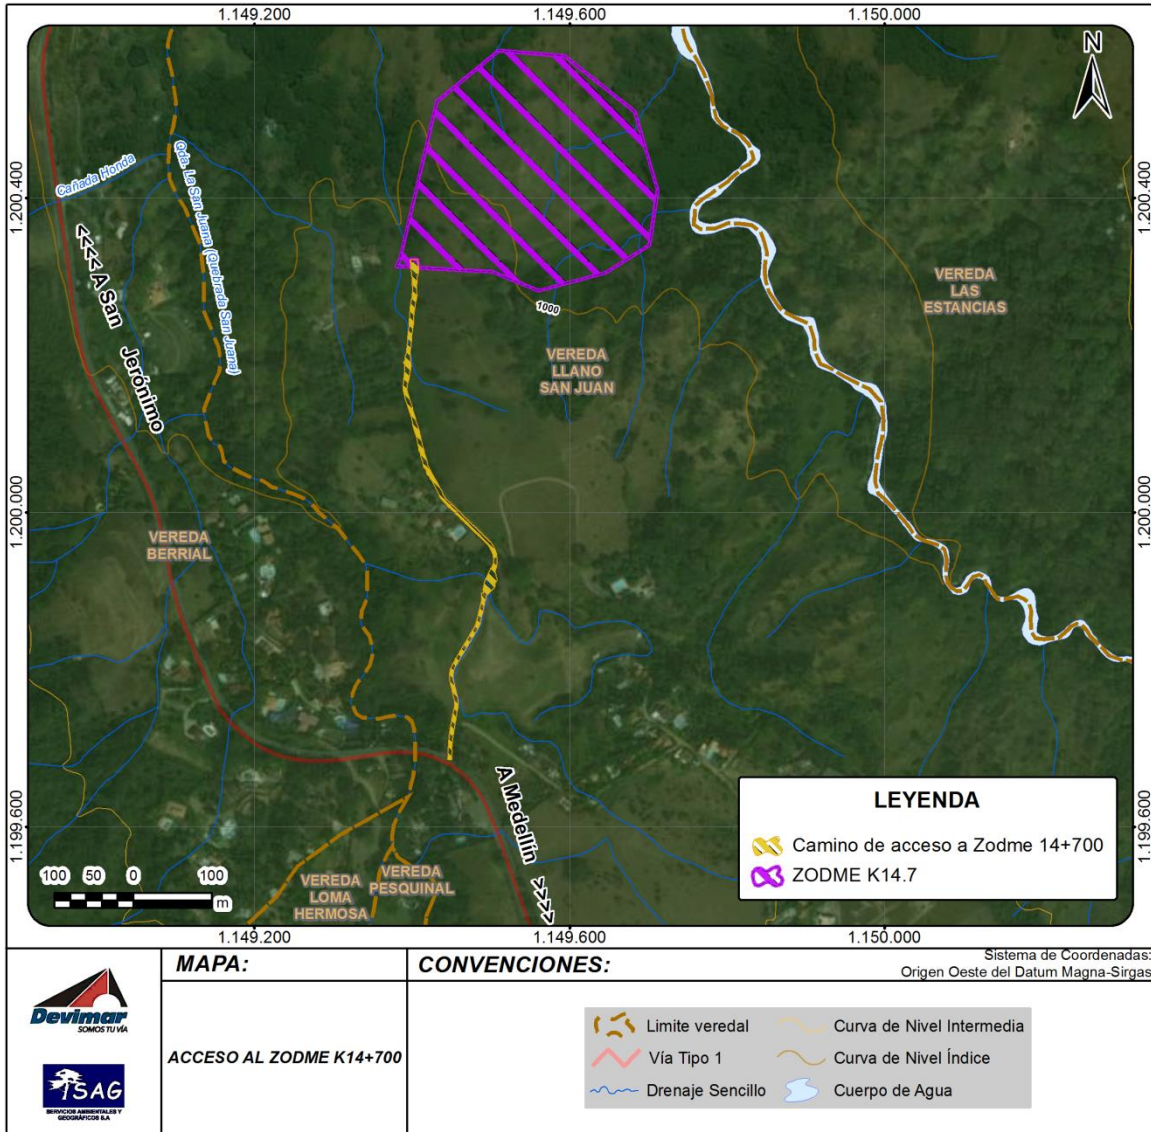 1.149.200
1.149.600
1.150.000
N
1.200.400
1.200.400
Cañada Honda
Qda. La San Juana (Quebrada San Juana)
<<<< A San Jerónimo
VEREDA
LAS
ESTANCIAS
1000
VEREDA
LLANO
SAN JUAN
1.200.000
1.200.000
VEREDA
BERRIAL
A Medellín >>>>
1.199.600
1.199.600
LEYENDA
Camino de acceso a Zodme 14+700
ZODME K14.7
100 50 0 100
m
VEREDA
LOMA
HERMOSA
VEREDA
PESQUINAL
1.149.200
1.149.600
1.150.000
Devimar
SOMOS TU VÍA
SAG
SERVICIOS AMBIENTALES Y
GEOGRÁFICOS S.A
MAPA:
ACCESO AL ZODME K14+700
CONVENCIONES:
Sistema de Coordenadas:
Origen Oeste del Datum Magna-Sirgas
Limite veredal
Vía Tipo 1
Drenaje Sencillo
Curva de Nivel Intermedia
Curva de Nivel Índice
Cuerpo de Agua